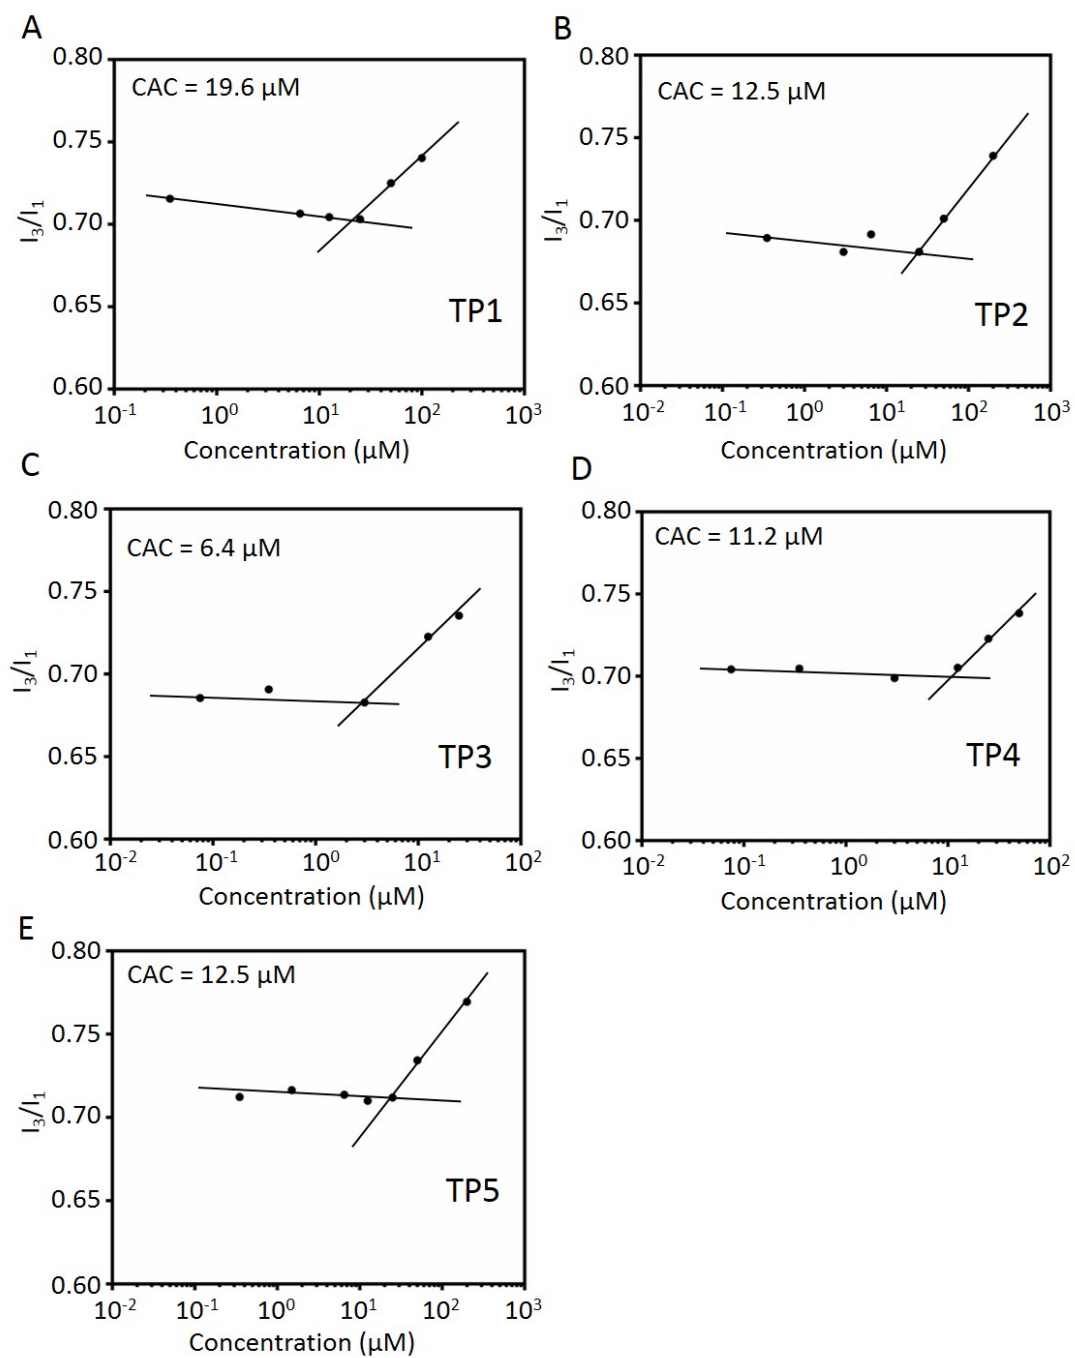 A
0.80
0.75
0.70
0.65
0.60
I₃/I₁
CAC = 19.6 µM
TP1
10⁻¹ 10⁰ 10¹ 10² 10³
Concentration (µM)
B
0.80
0.75
0.70
0.65
0.60
I₃/I₁
CAC = 12.5 µM
TP2
10⁻² 10⁻¹ 10⁰ 10¹ 10² 10³
Concentration (µM)
C
0.80
0.75
0.70
0.65
0.60
I₃/I₁
CAC = 6.4 µM
TP3
10⁻² 10⁻¹ 10⁰ 10¹ 10²
Concentration (µM)
D
0.80
0.75
0.70
0.65
0.60
I₃/I₁
CAC = 11.2 µM
TP4
10⁻² 10⁻¹ 10⁰ 10¹ 10²
Concentration (µM)
E
0.80
0.75
0.70
0.65
0.60
I₃/I₁
CAC = 12.5 µM
TP5
10⁻² 10⁻¹ 10⁰ 10¹ 10² 10³
Concentration (µM)